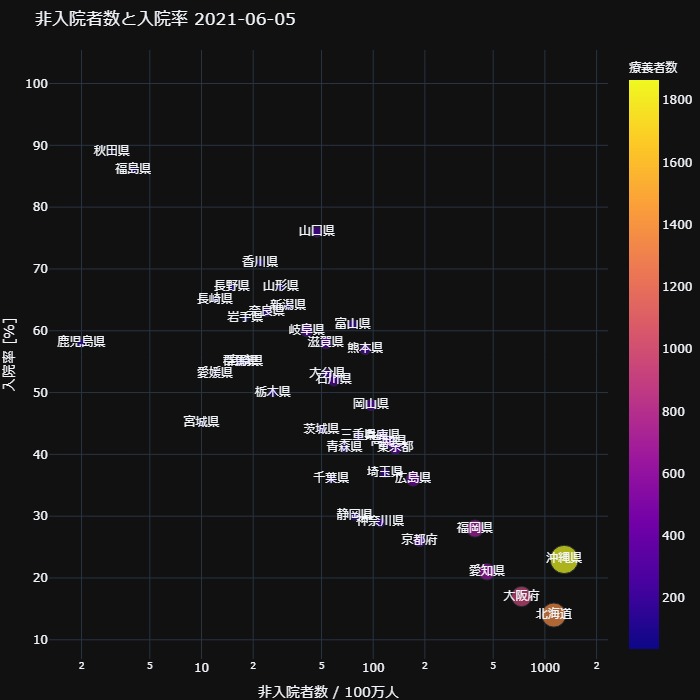 非入院者数と入院率 2021-06-05
療養者数
100
90
80
70
60
50
40
30
20
10
入院率 [%]
秋田県
福島県
山口県
香川県
長野県
山形県
長崎県
新潟県
奈良県
岩手県
富山県
岐阜県
鹿児島県
滋賀県
熊本県
愛媛県
大分県
石川県
栃木県
岡山県
宮城県
茨城県
三重県
兵庫県
青森県
東京都
埼玉県
千葉県
広島県
静岡県
神奈川県
福岡県
京都府
沖縄県
愛知県
大阪府
北海道
1800
1600
1400
1200
1000
800
600
400
200
2 5 10 2 5 100 2 5 1000 2
非入院者数 / 100万人